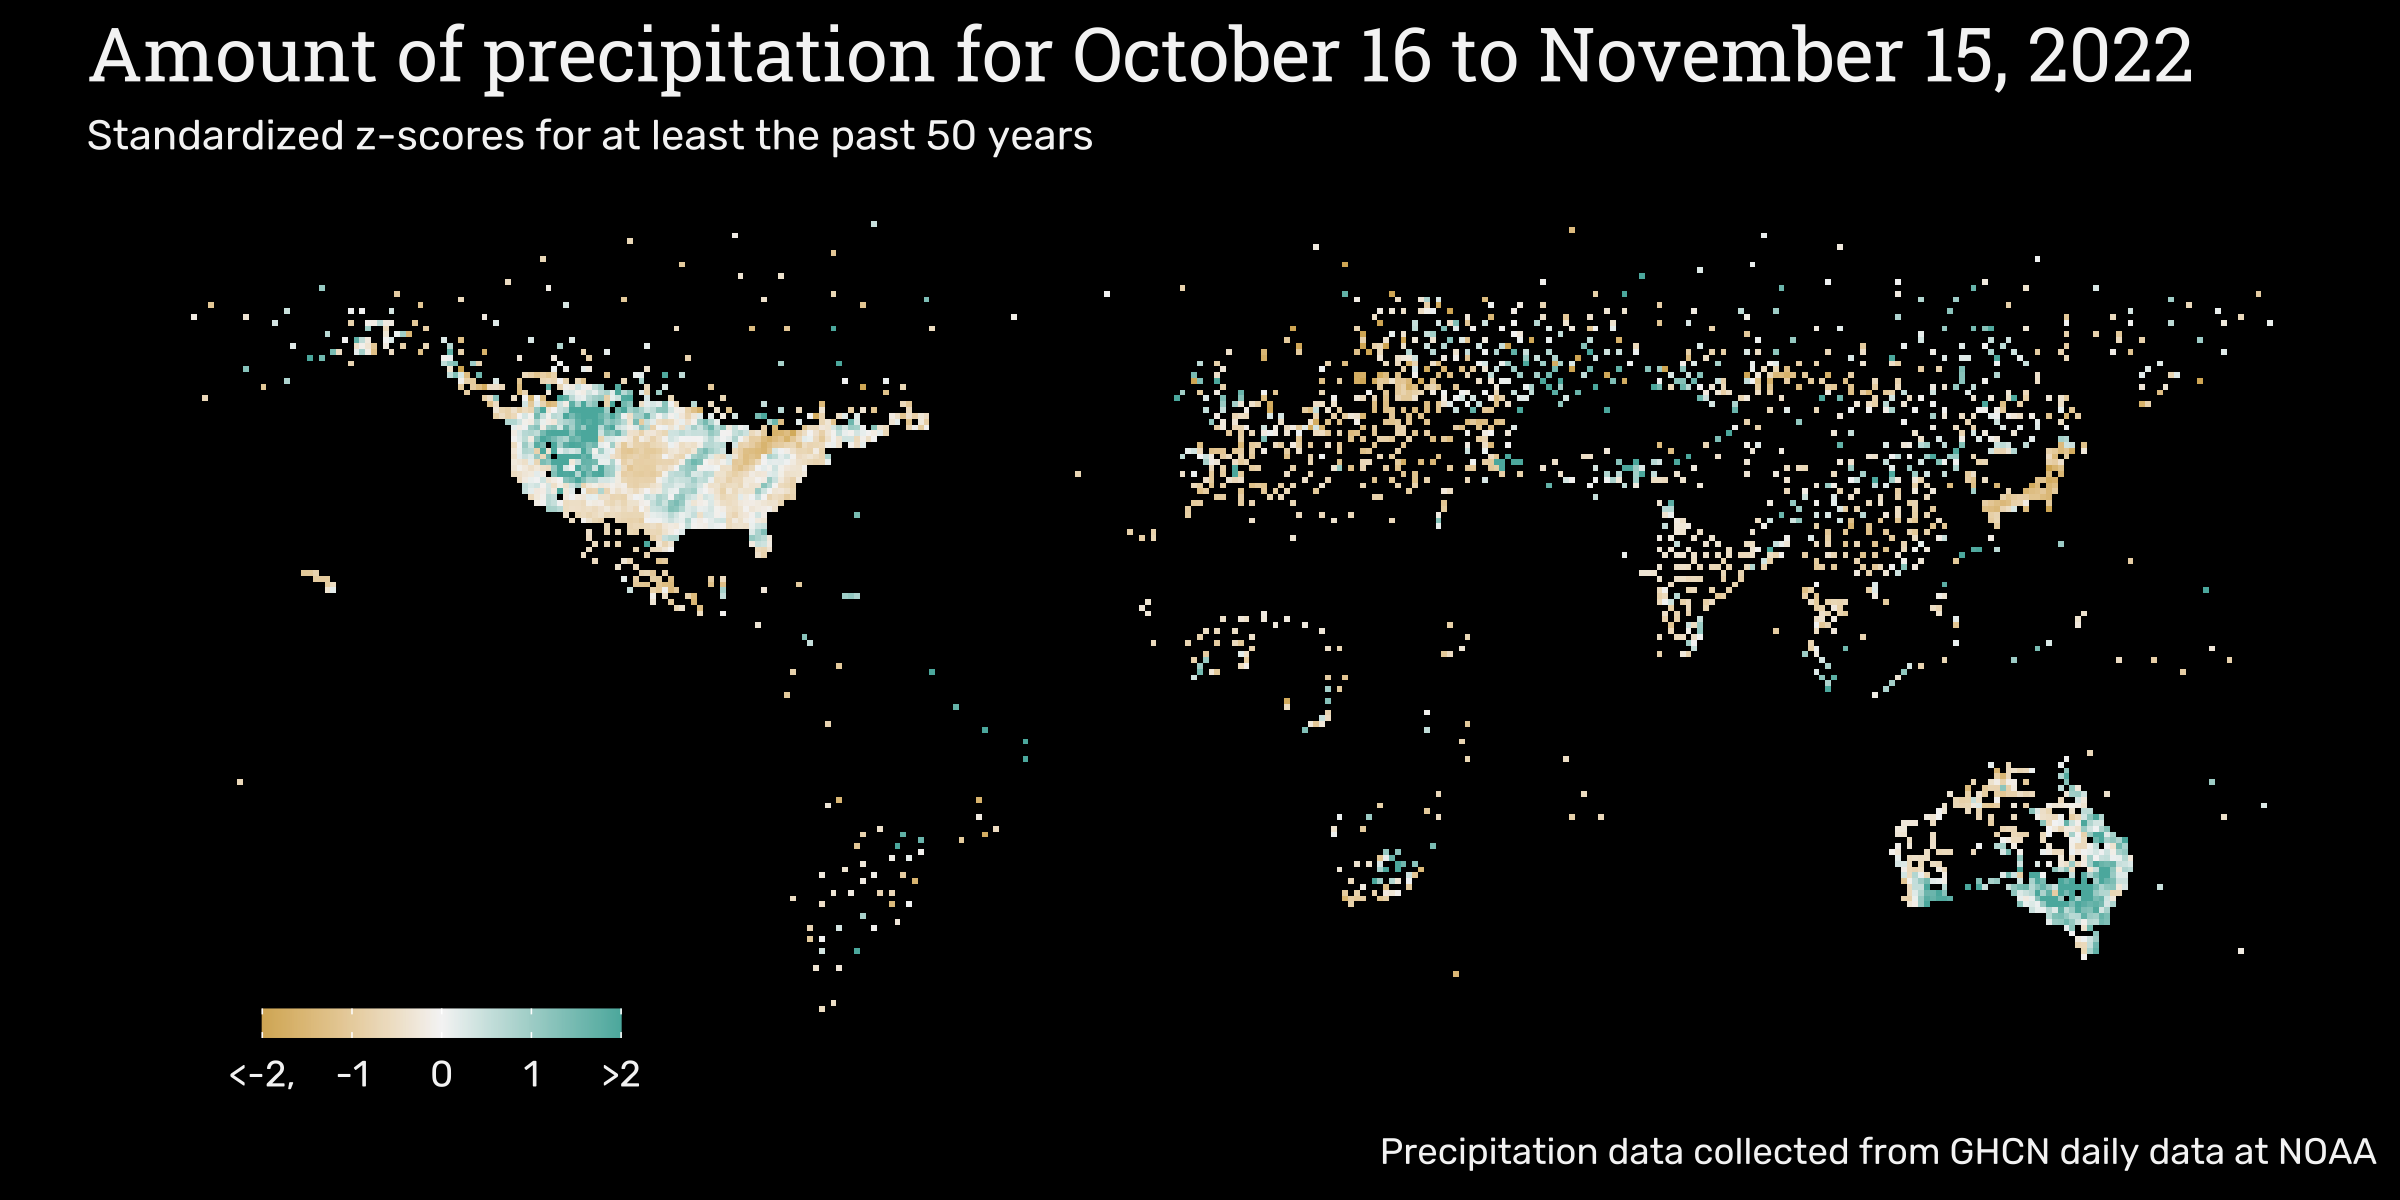 Amount of precipitation for October 16 to November 15, 2022
Standardized z-scores for at least the past 50 years
<-2, -1 0 1 >2
Precipitation data collected from GHCN daily data at NOAA